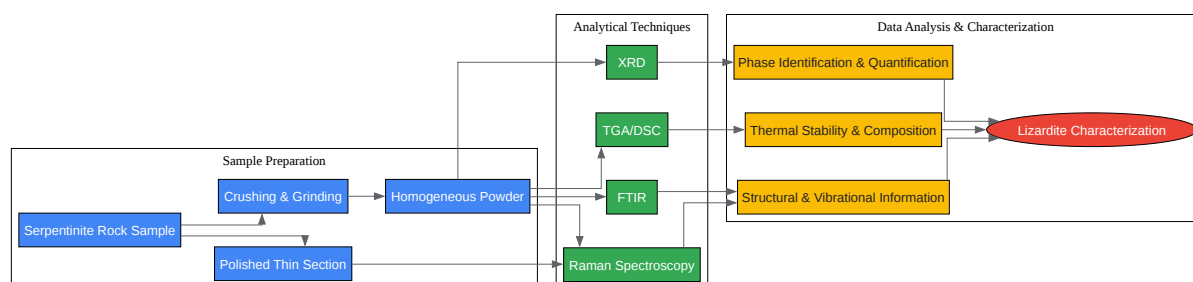 Sample Preparation
Serpentinite Rock Sample
Crushing & Grinding
Polished Thin Section
Homogeneous Powder
Analytical Techniques
XRD
TGA/DSC
FTIR
Raman Spectroscopy
Data Analysis & Characterization
Phase Identification & Quantification
Thermal Stability & Composition
Structural & Vibrational Information
Lizardite Characterization